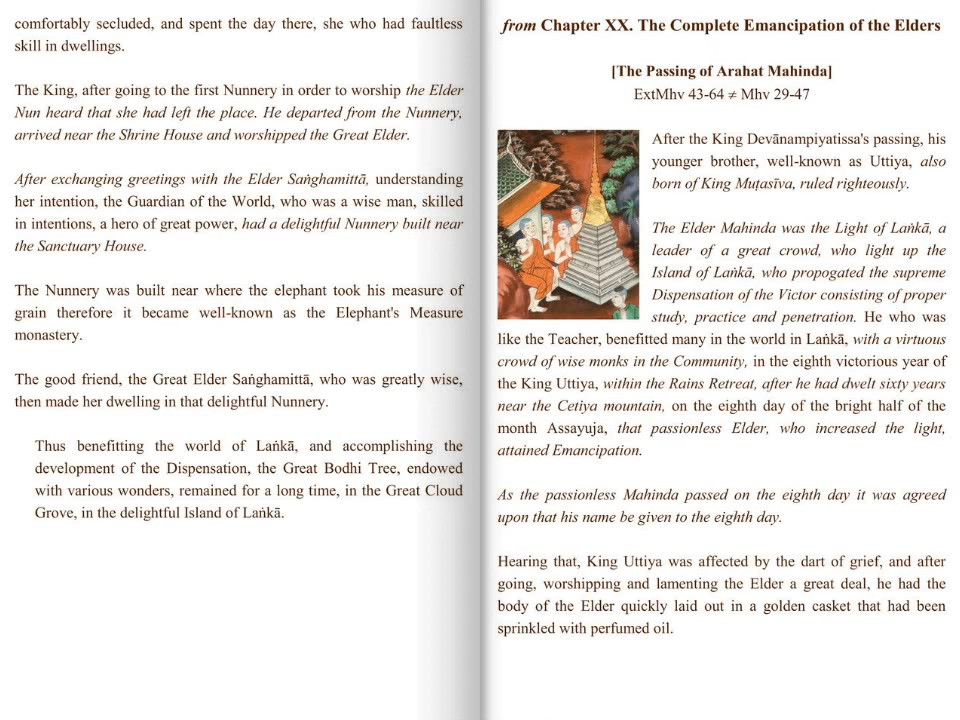 comfortably secluded, and spent the day there, she who had faultless
skill in dwellings.
The King, after going to the first Nunnery in order to worship the Elder
Nun heard that she had left the place. He departed from the Nunnery,
arrived near the Shrine House and worshipped the Great Elder.
After exchanging greetings with the Elder Saṅghamittā, understanding
her intention, the Guardian of the World, who was a wise man, skilled
in intentions, a hero of great power, had a delightful Nunnery built near
the Sanctuary House.
The Nunnery was built near where the elephant took his measure of
grain therefore it became well-known as the Elephant's Measure
monastery.
The good friend, the Great Elder Saṅghamittā, who was greatly wise,
then made her dwelling in that delightful Nunnery.
Thus benefitting the world of Laṅkā, and accomplishing the
development of the Dispensation, the Great Bodhi Tree, endowed
with various wonders, remained for a long time, in the Great Cloud
Grove, in the delightful Island of Laṅkā.
from Chapter XX. The Complete Emancipation of the Elders
[The Passing of Arahat Mahinda]
ExtMhv 43-64 ≠ Mhv 29-47
After the King Devānampiyatissa's passing, his
younger brother, well-known as Uttiya, also
born of King Muṭasīva, ruled righteously.
The Elder Mahinda was the Light of Laṅkā, a
leader of a great crowd, who light up the
Island of Laṅkā, who propogated the supreme
Dispensation of the Victor consisting of proper
study, practice and penetration. He who was
like the Teacher, benefitted many in the world in Laṅkā, with a virtuous
crowd of wise monks in the Community, in the eighth victorious year of
the King Uttiya, within the Rains Retreat, after he had dwelt sixty years
near the Cetiya mountain, on the eighth day of the bright half of the
month Assayuja, that passionless Elder, who increased the light,
attained Emancipation.
As the passionless Mahinda passed on the eighth day it was agreed
upon that his name be given to the eighth day.
Hearing that, King Uttiya was affected by the dart of grief, and after
going, worshipping and lamenting the Elder a great deal, he had the
body of the Elder quickly laid out in a golden casket that had been
sprinkled with perfumed oil.